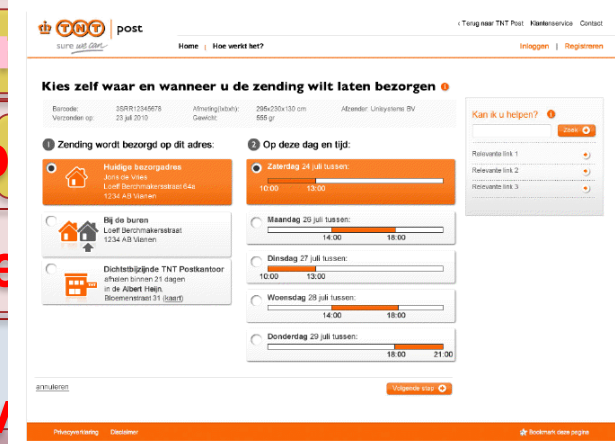 ‹ Terug naar TNT Post Klantenservice Contact
TNT post
sure we can
Home | Hoe werkt het?
Inloggen | Registreren
Kies zelf waar en wanneer u de zending wilt laten bezorgen
Barcode: 3SRR12345678 Afmeting(lxbxh): 295x230x130 cm Afzender: Unisystems BV
Verzonden op: 23 juli 2010 Gewicht: 555 gr
Kan ik u helpen?
Zoek
Relevante link 1
Relevante link 2
Relevante link 3
1 Zending wordt bezorgd op dit adres:
Huidige bezorgadres
Joris de Vries
Loeff Berchmakersstraat 64a
1234 AB Vianen
Bij de buren
Loeff Berchmakersstraat
1234 AB Vianen
Dichtstbijzijnde TNT Postkantoor
afhalen binnen 21 dagen
in de Albert Heijn,
Bloemenstraat 31 (kaart)
2 Op deze dag en tijd:
Zaterdag 24 juli tussen:
10:00 13:00
Maandag 26 juli tussen:
14:00 18:00
Dinsdag 27 juli tussen:
10:00 13:00
Woensdag 28 juli tussen:
14:00 18:00
Donderdag 29 juli tussen:
18:00 21:00
annuleren
Volgende stap
Privacyverklaring Disclaimer
Bookmark deze pagina